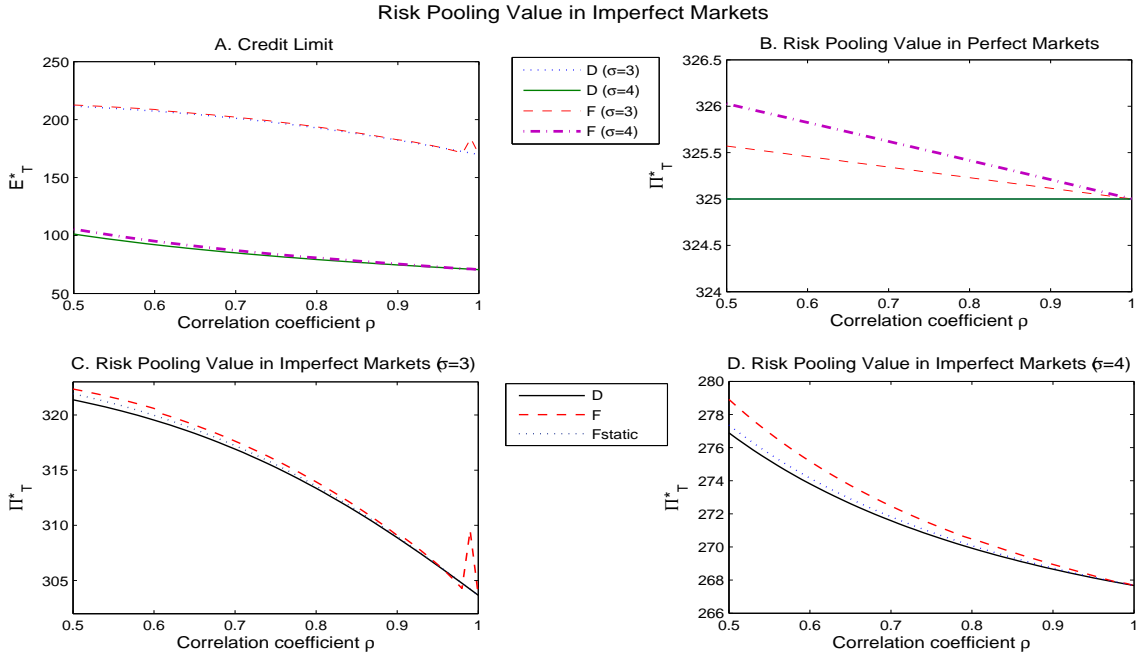 Risk Pooling Value in Imperfect Markets
A. Credit Limit
250
200
150
100
50
0.5 0.6 0.7 0.8 0.9 1
E*T
Correlation coefficient ρ
D (σ=3)
D (σ=4)
F (σ=3)
F (σ=4)
B. Risk Pooling Value in Perfect Markets
326.5
326
325.5
325
324.5
324
0.5 0.6 0.7 0.8 0.9 1
Π*T
Correlation coefficient ρ
C. Risk Pooling Value in Imperfect Markets (σ=3)
320
315
310
305
0.5 0.6 0.7 0.8 0.9 1
Π*T
Correlation coefficient ρ
D
F
Fstatic
D. Risk Pooling Value in Imperfect Markets (σ=4)
280
278
276
274
272
270
268
266
0.5 0.6 0.7 0.8 0.9 1
Π*T
Correlation coefficient ρ